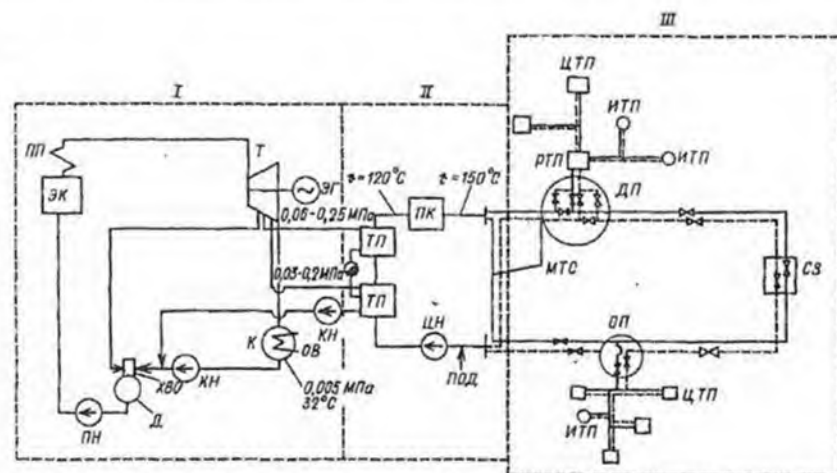 III
ЦТП
I
II
ИТП
ПП
Т
РТП
ИТП
τ=120°C
τ=150°C
ДП
ЭК
ЭГ
0,06-0,25 МПа
ПК
ТП
0,03-0,2МПа
МТС
СЗ
ТП
КН
ЦН
ОП
К
ОВ
ХВО
КН
ПОД
0,005 МПа
32°C
ЦТП
Д
ПН
ИТП